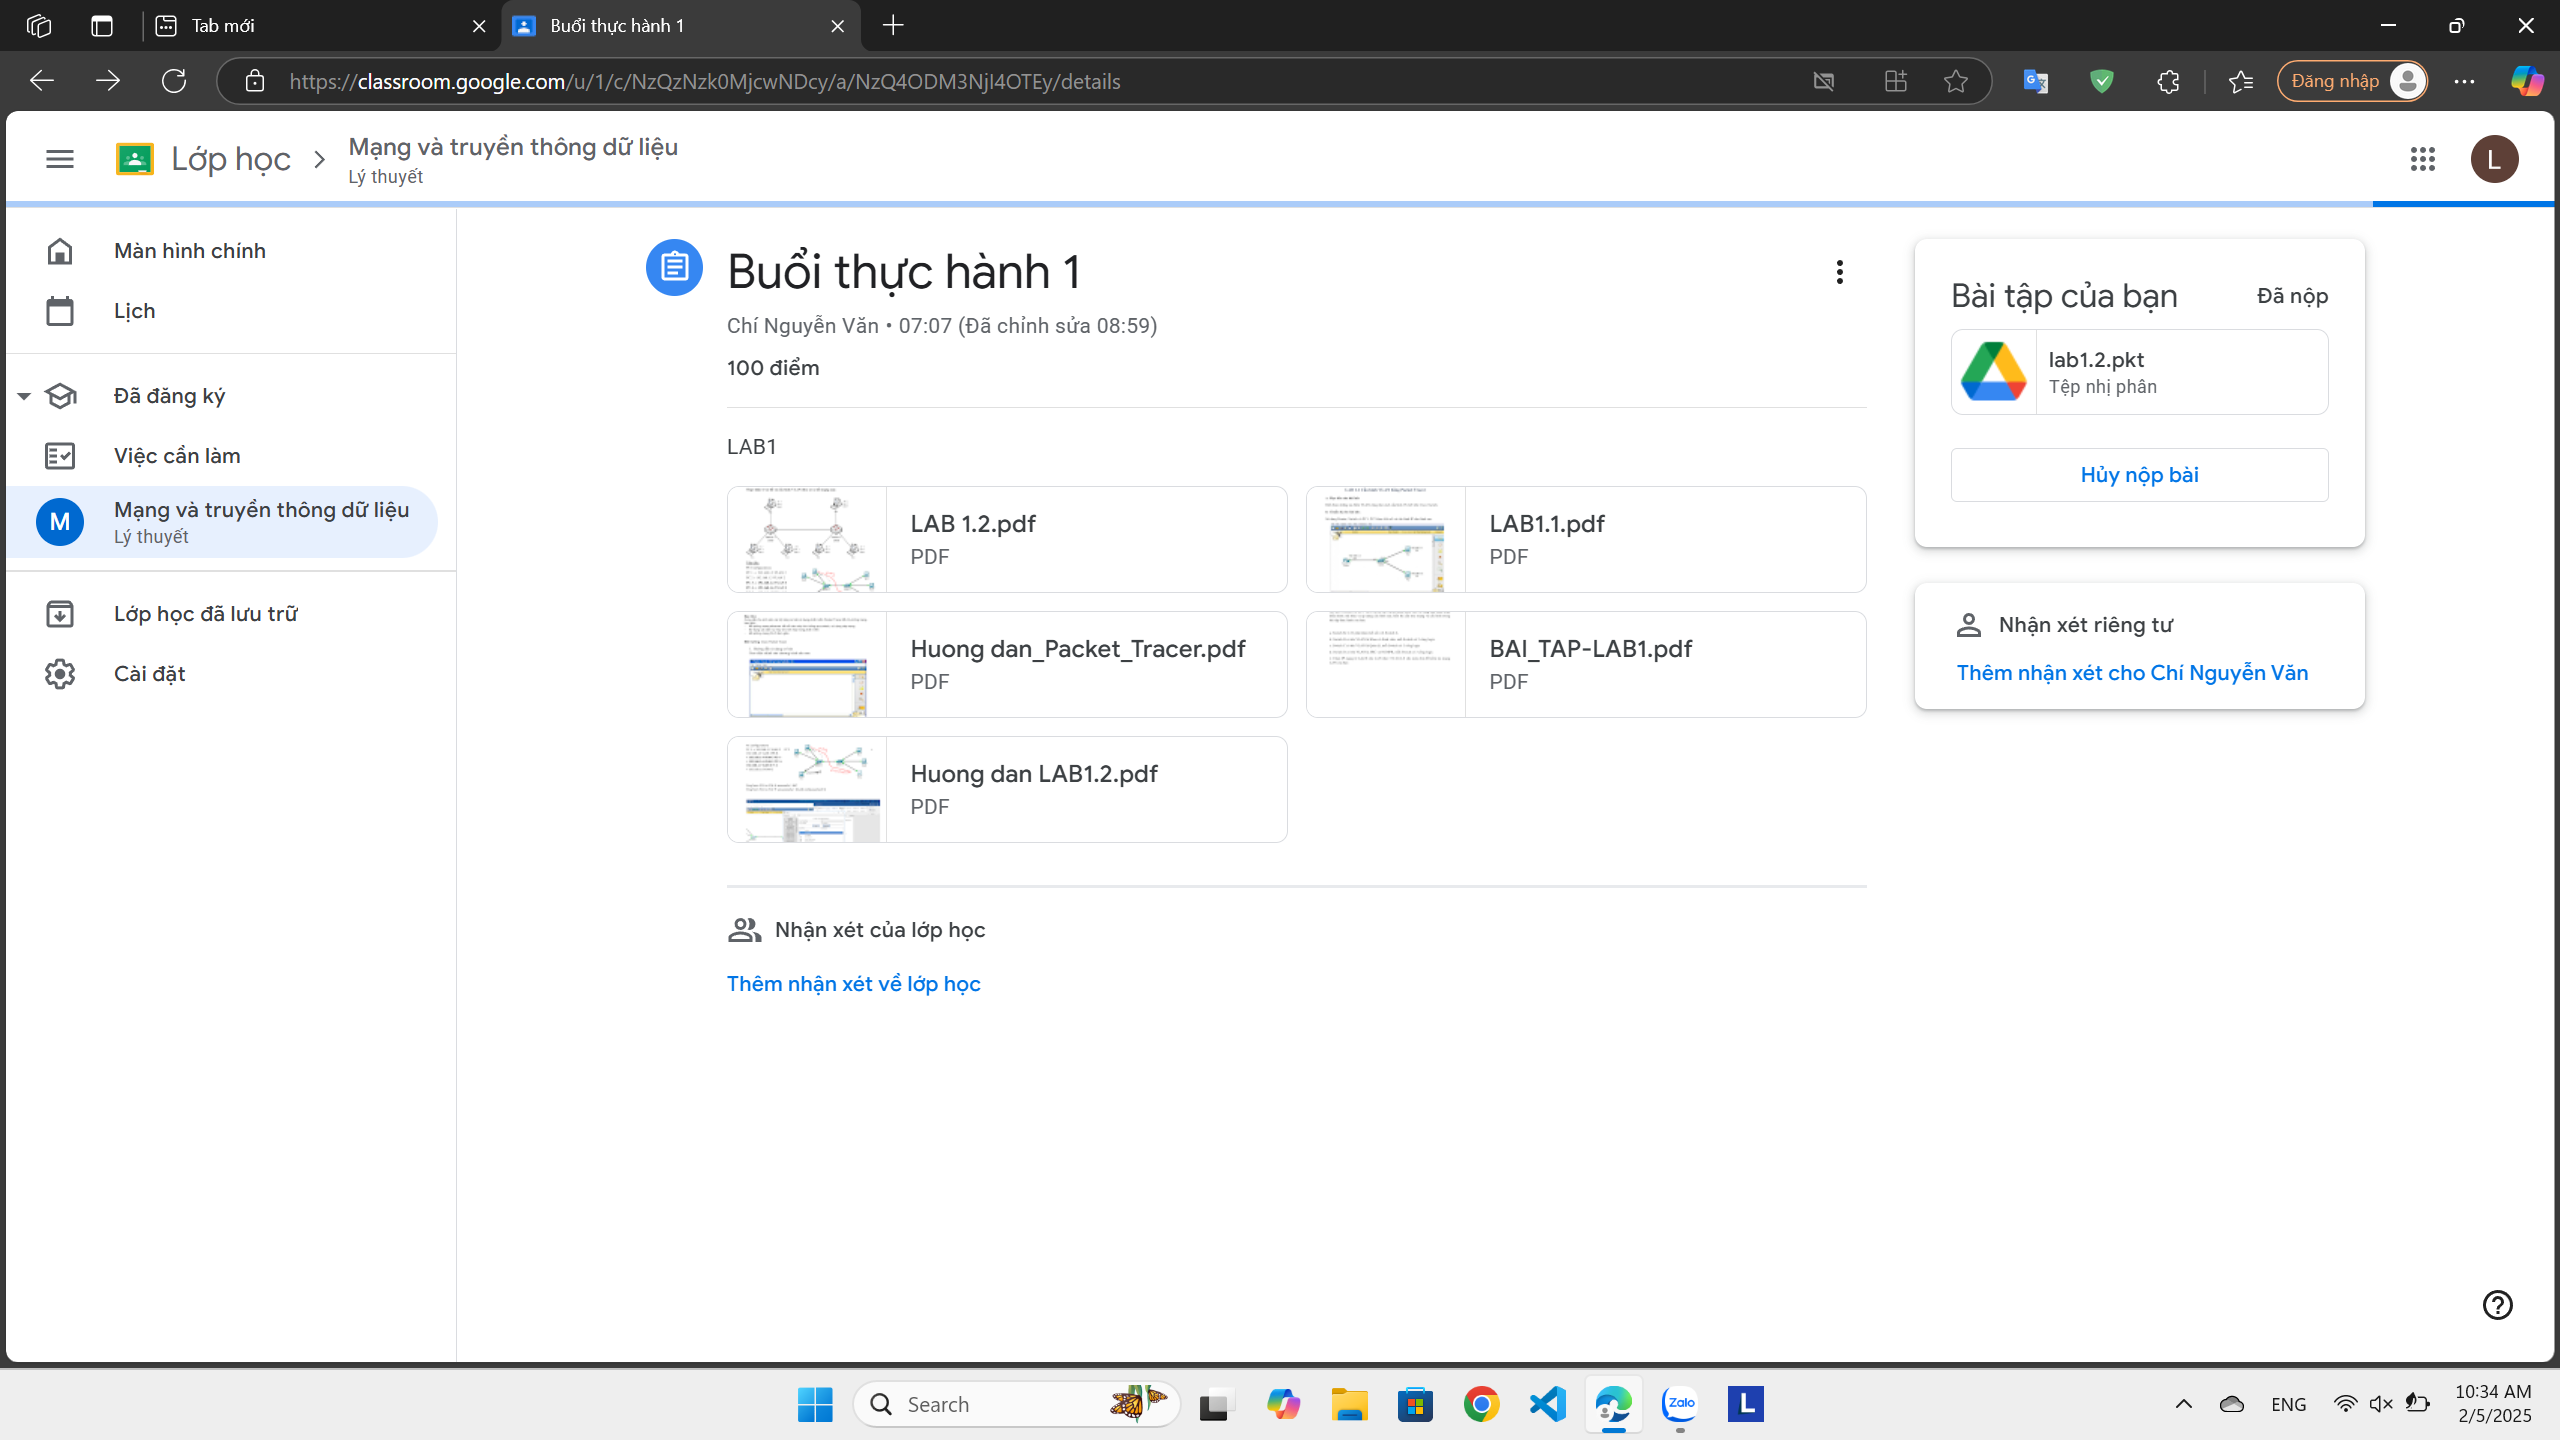 Tab mới
Buổi thực hành 1
https://classroom.google.com/u/1/c/NzQzNzk0MjcwNDcy/a/NzQ4ODM3NjI4OTEy/details
Đăng nhập
Lớp học
Mạng và truyền thông dữ liệu
Lý thuyết
L
Màn hình chính
Lịch
Đã đăng ký
Việc cần làm
M
Mạng và truyền thông dữ liệu
Lý thuyết
Lớp học đã lưu trữ
Cài đặt
Buổi thực hành 1
Chí Nguyễn Văn • 07:07 (Đã chỉnh sửa 08:59)
100 điểm
LAB1
LAB 1.2.pdf
PDF
LAB1.1.pdf
PDF
Huong dan_Packet_Tracer.pdf
PDF
BAI_TAP-LAB1.pdf
PDF
Huong dan LAB1.2.pdf
PDF
Nhận xét của lớp học
Thêm nhận xét về lớp học
Bài tập của bạn
Đã nộp
lab1.2.pkt
Tệp nhị phân
Hủy nộp bài
Nhận xét riêng tư
Thêm nhận xét cho Chí Nguyễn Văn
Search
Zalo
L
ENG
10:34 AM
2/5/2025